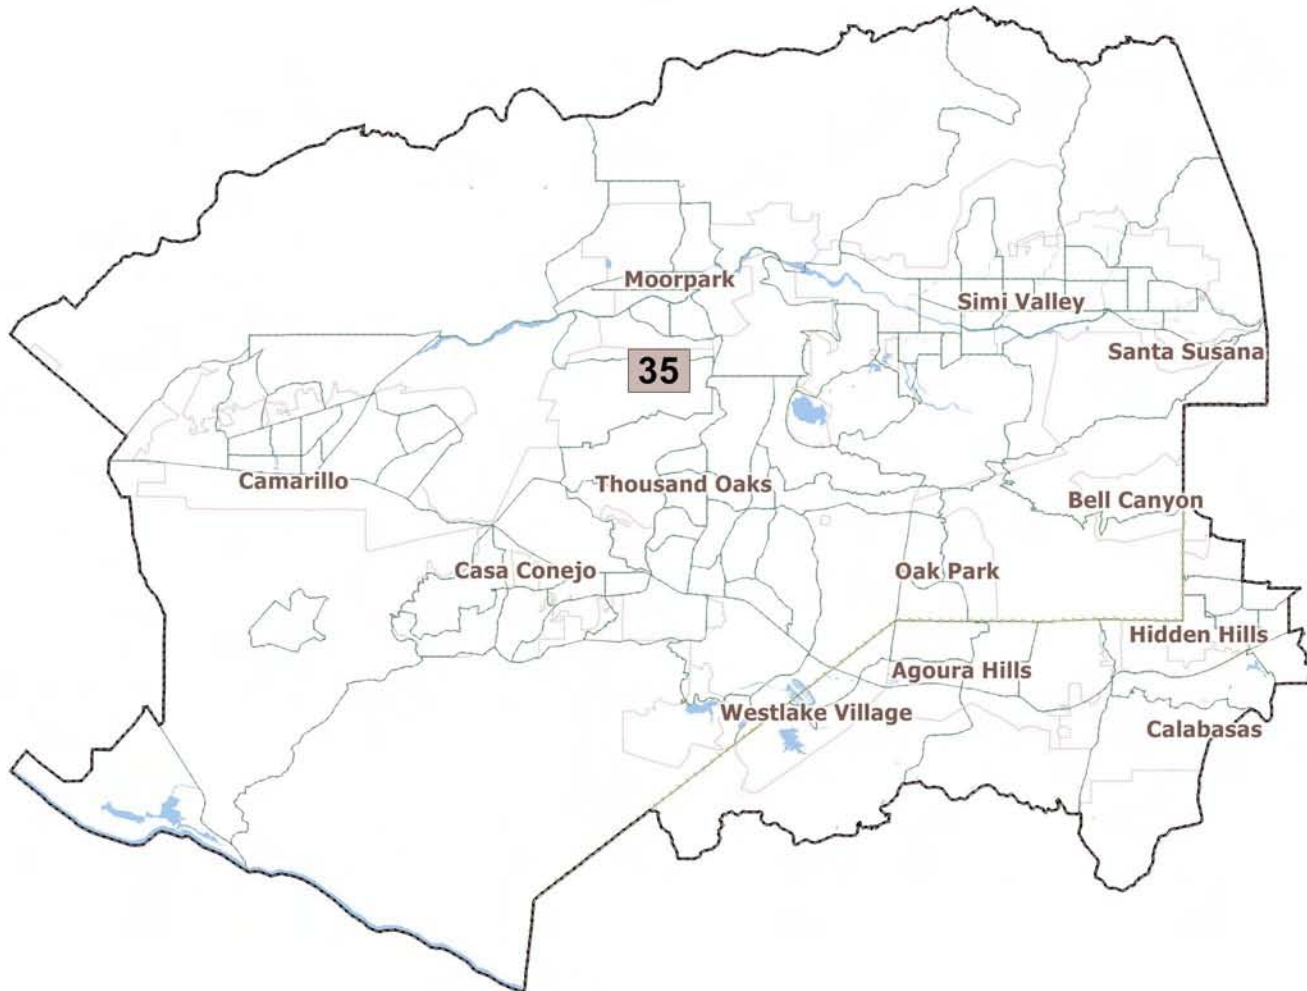 Moorpark
Simi Valley
Santa Susana
35
Camarillo
Thousand Oaks
Bell Canyon
Casa Conejo
Oak Park
Hidden Hills
Agoura Hills
Westlake Village
Calabasas